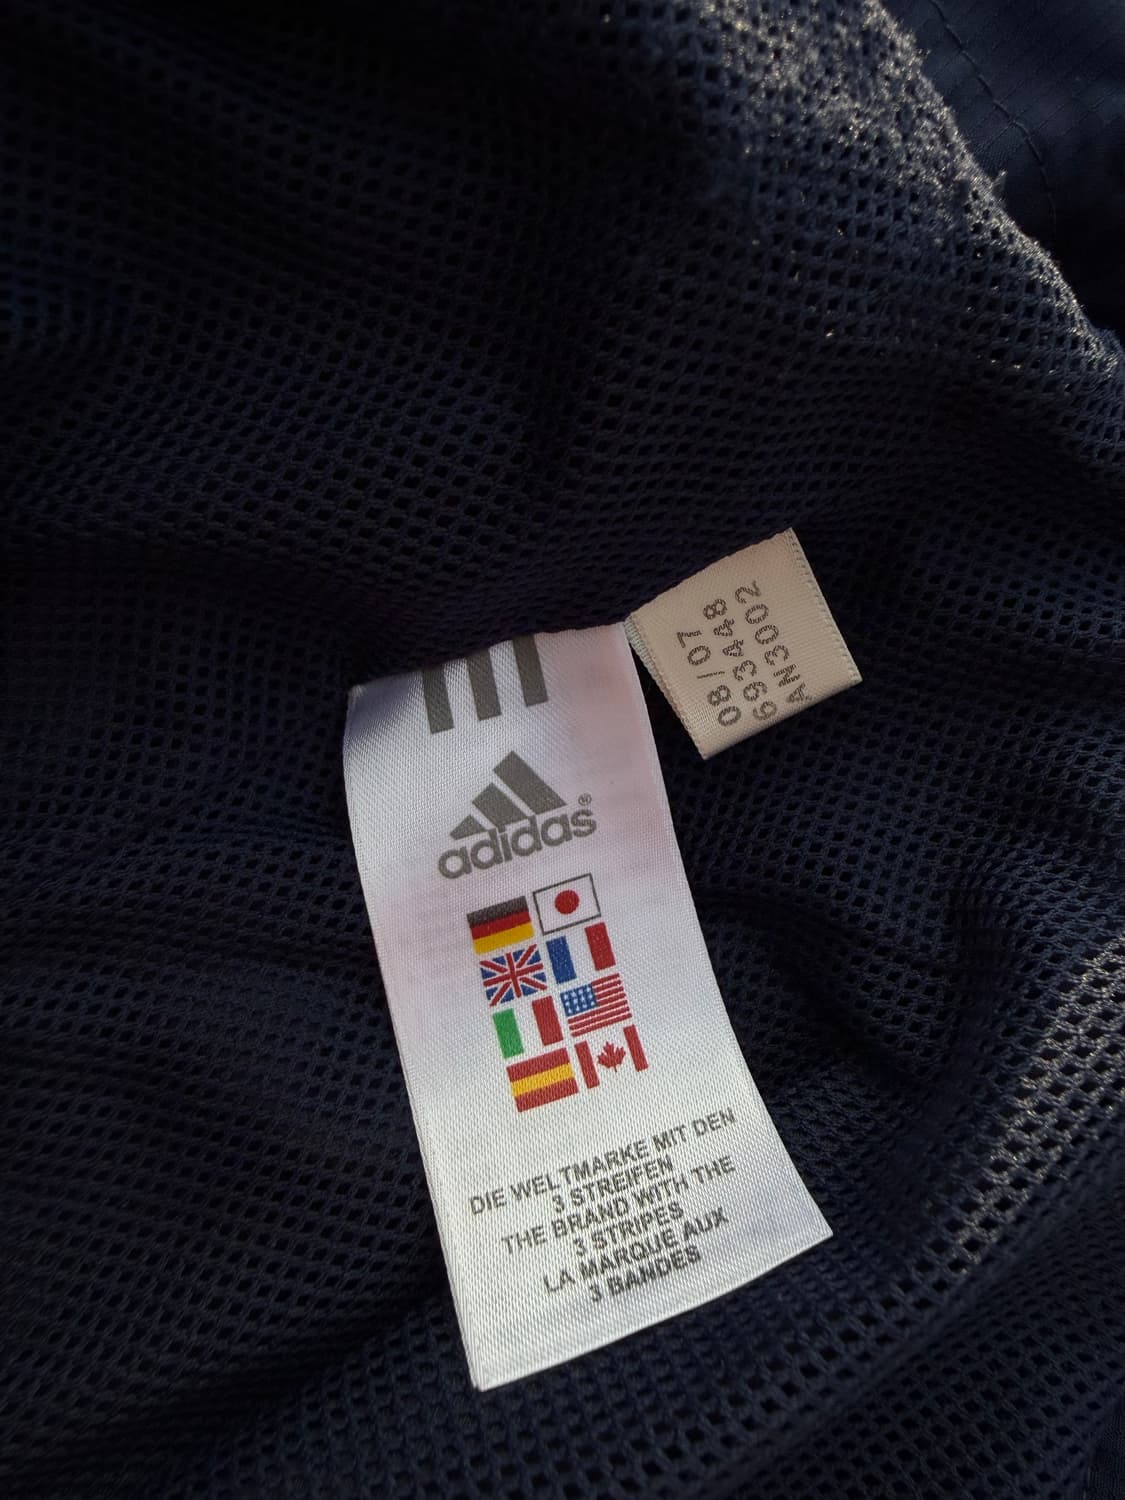 adidas®
DIE WELTMARKE MIT DEN
3 STREIFEN
THE BRAND WITH THE
3 STRIPES
LA MARQUE AUX
3 BANDES
08/07
693448
AN3002